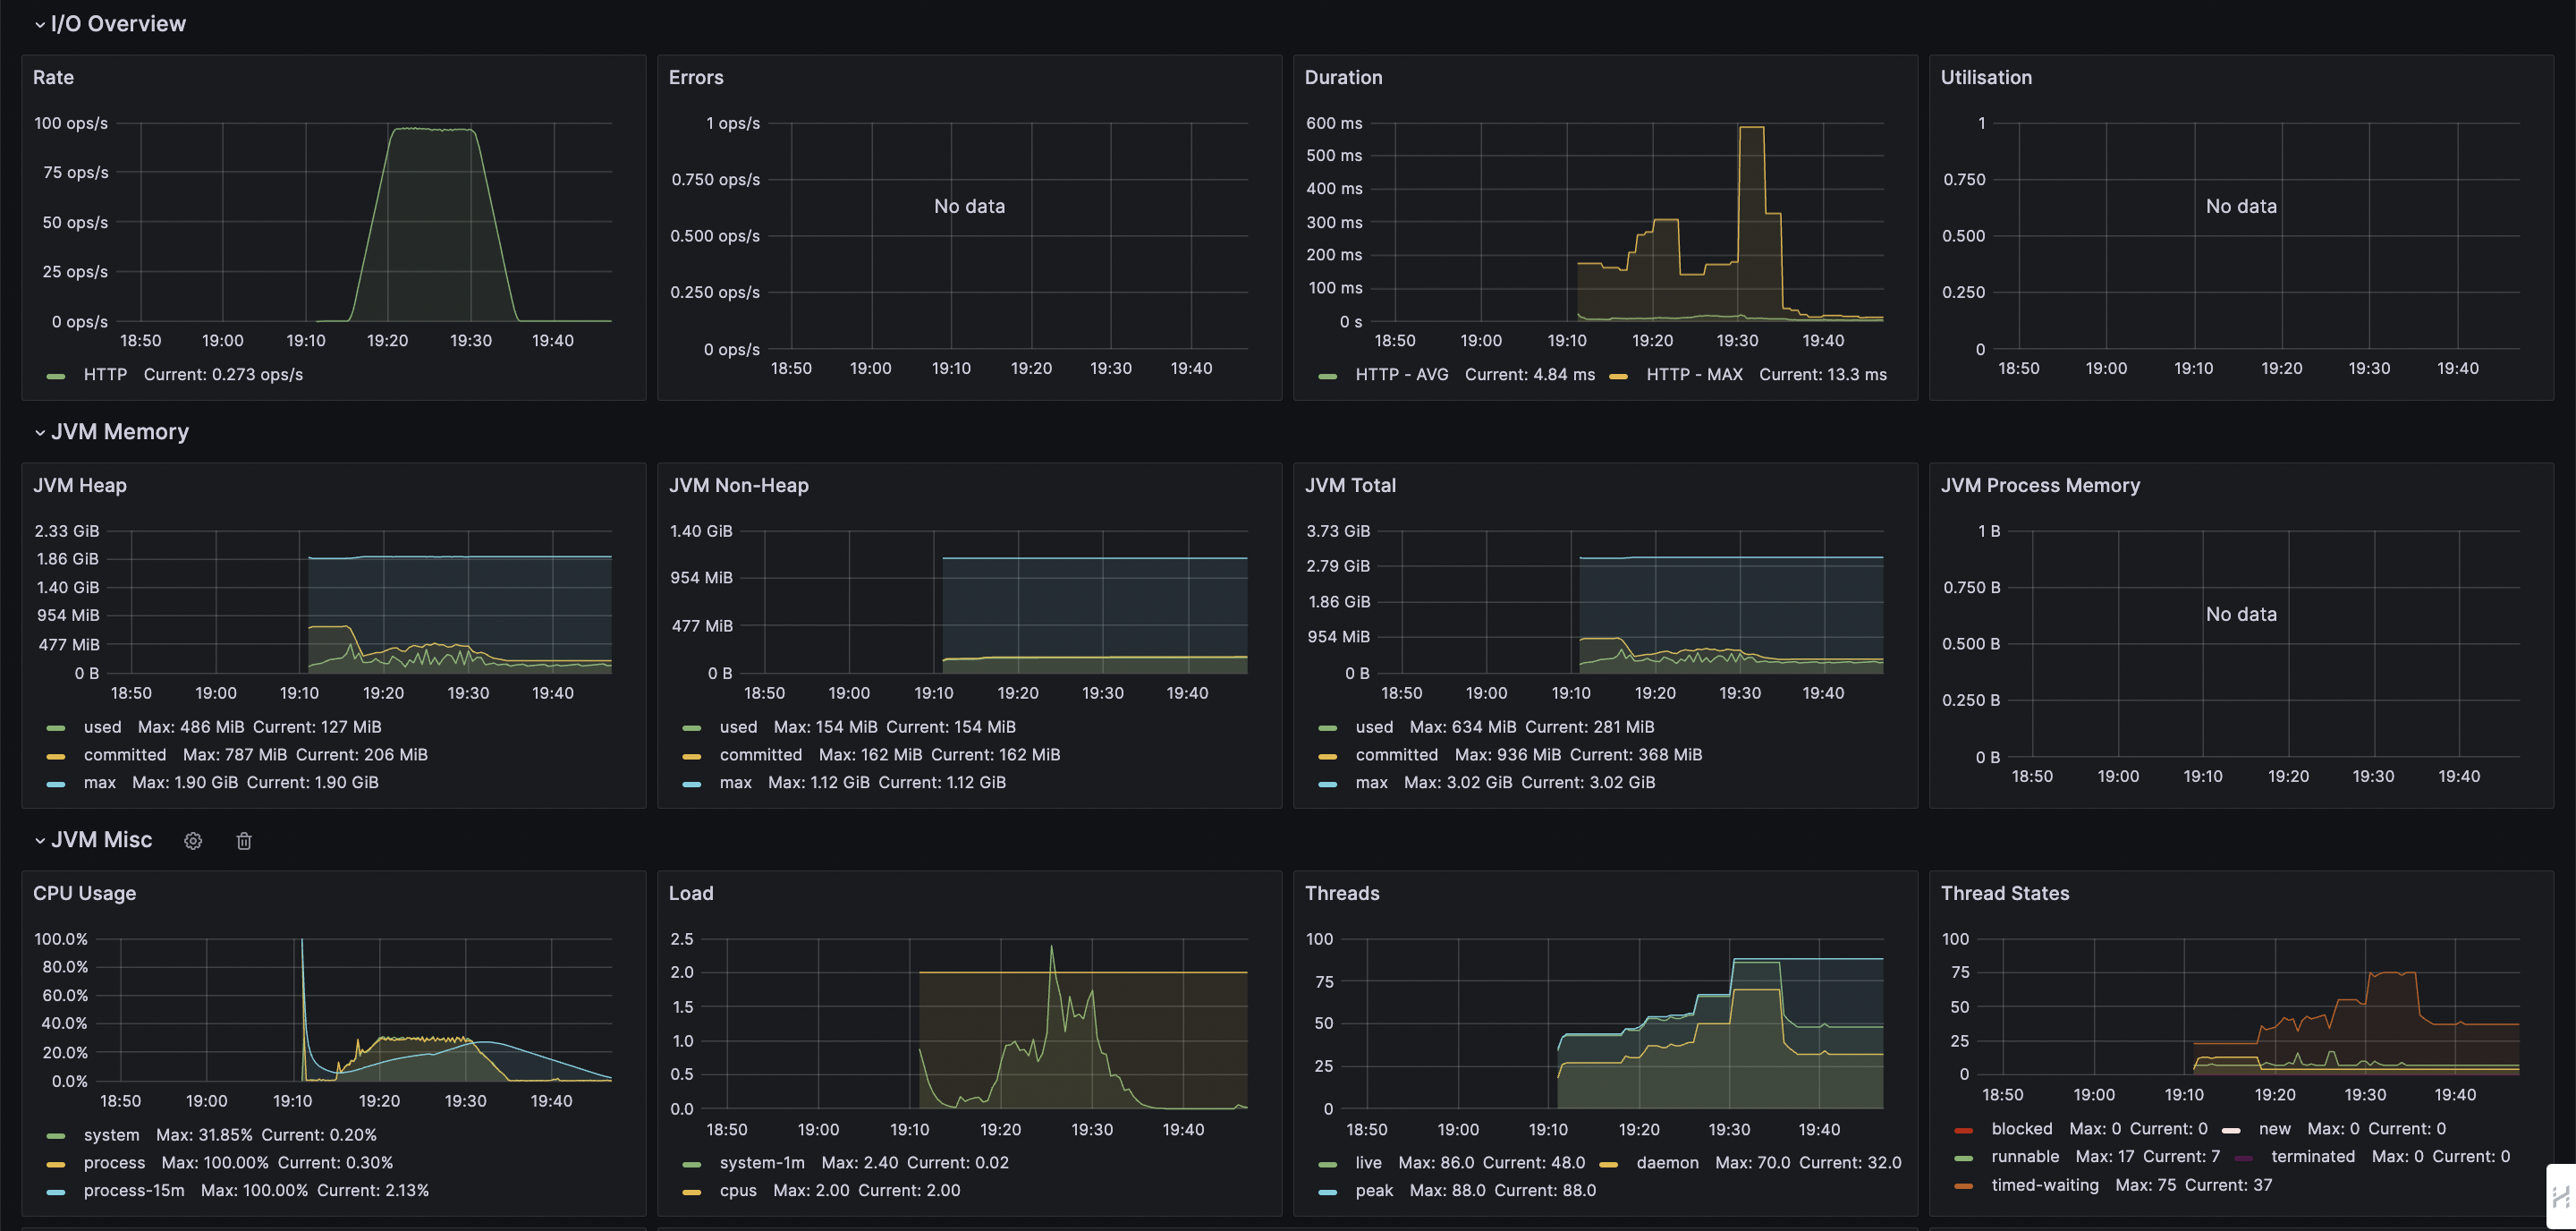 I/O Overview
Rate
100 ops/s
75 ops/s
50 ops/s
25 ops/s
0 ops/s
18:50 19:00 19:10 19:20 19:30 19:40
HTTP Current: 0.273 ops/s
Errors
1 ops/s
0.750 ops/s
0.500 ops/s
0.250 ops/s
0 ops/s
No data
18:50 19:00 19:10 19:20 19:30 19:40
Duration
600 ms
500 ms
400 ms
300 ms
200 ms
100 ms
0 s
18:50 19:00 19:10 19:20 19:30 19:40
HTTP - AVG Current: 4.84 ms HTTP - MAX Current: 13.3 ms
Utilisation
1
0.750
0.500
0.250
0
No data
18:50 19:00 19:10 19:20 19:30 19:40
JVM Memory
JVM Heap
2.33 GiB
1.86 GiB
1.40 GiB
954 MiB
477 MiB
0 B
18:50 19:00 19:10 19:20 19:30 19:40
used Max: 486 MiB Current: 127 MiB
committed Max: 787 MiB Current: 206 MiB
max Max: 1.90 GiB Current: 1.90 GiB
JVM Non-Heap
1.40 GiB
954 MiB
477 MiB
0 B
18:50 19:00 19:10 19:20 19:30 19:40
used Max: 154 MiB Current: 154 MiB
committed Max: 162 MiB Current: 162 MiB
max Max: 1.12 GiB Current: 1.12 GiB
JVM Total
3.73 GiB
2.79 GiB
1.86 GiB
954 MiB
0 B
18:50 19:00 19:10 19:20 19:30 19:40
used Max: 634 MiB Current: 281 MiB
committed Max: 936 MiB Current: 368 MiB
max Max: 3.02 GiB Current: 3.02 GiB
JVM Process Memory
1 B
0.750 B
0.500 B
0.250 B
0 B
No data
18:50 19:00 19:10 19:20 19:30 19:40
JVM Misc
CPU Usage
100.0%
80.0%
60.0%
40.0%
20.0%
0.0%
18:50 19:00 19:10 19:20 19:30 19:40
system Max: 31.85% Current: 0.20%
process Max: 100.00% Current: 0.30%
process-15m Max: 100.00% Current: 2.13%
Load
2.5
2.0
1.5
1.0
0.5
0.0
18:50 19:00 19:10 19:20 19:30 19:40
system-1m Max: 2.40 Current: 0.02
cpus Max: 2.00 Current: 2.00
Threads
100
75
50
25
0
18:50 19:00 19:10 19:20 19:30 19:40
live Max: 86.0 Current: 48.0 daemon Max: 70.0 Current: 32.0
peak Max: 88.0 Current: 88.0
Thread States
100
75
50
25
0
18:50 19:00 19:10 19:20 19:30 19:40
blocked Max: 0 Current: 0 new Max: 0 Current: 0
runnable Max: 17 Current: 7 terminated Max: 0 Current: 0
timed-waiting Max: 75 Current: 37